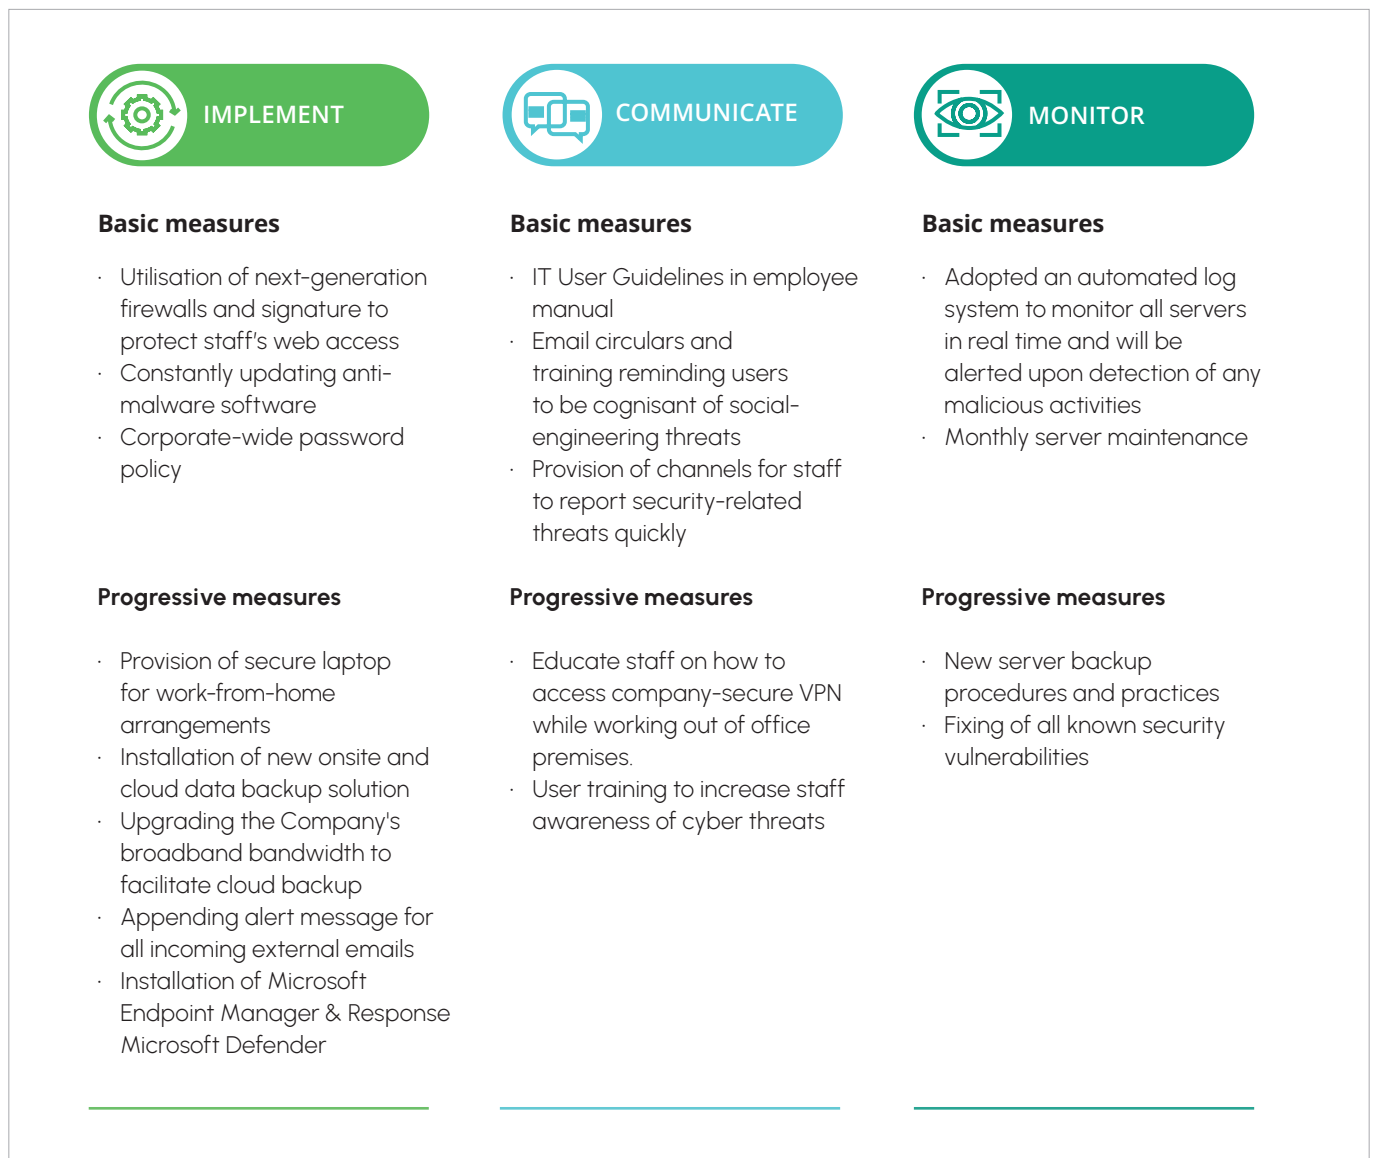 IMPLEMENT
Basic measures
· Utilisation of next-generation
firewalls and signature to
protect staff's web access
· Constantly updating anti-
malware software
· Corporate-wide password
policy
Progressive measures
· Provision of secure laptop
for work-from-home
arrangements
· Installation of new onsite and
cloud data backup solution
· Upgrading the Company's
broadband bandwidth to
facilitate cloud backup
· Appending alert message for
all incoming external emails
· Installation of Microsoft
Endpoint Manager & Response
Microsoft Defender
COMMUNICATE
Basic measures
· IT User Guidelines in employee
manual
· Email circulars and
training reminding users
to be cognisant of social-
engineering threats
· Provision of channels for staff
to report security-related
threats quickly
Progressive measures
· Educate staff on how to
access company-secure VPN
while working out of office
premises.
· User training to increase staff
awareness of cyber threats
MONITOR
Basic measures
· Adopted an automated log
system to monitor all servers
in real time and will be
alerted upon detection of any
malicious activities
· Monthly server maintenance
Progressive measures
· New server backup
procedures and practices
· Fixing of all known security
vulnerabilities